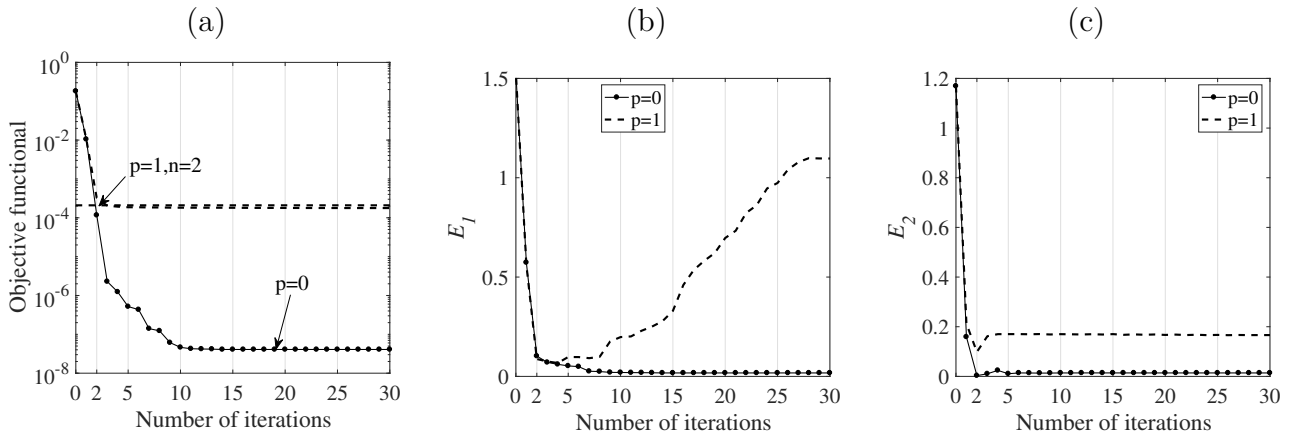 (a)
10^0
10^-2
10^-4
10^-6
10^-8
Objective functional
p=1,n=2
p=0
0 2 5 10 15 20 25 30
Number of iterations
(b)
1.5
1
0.5
0
E_1
p=0
p=1
0 2 5 10 15 20 25 30
Number of iterations
(c)
1.2
1
0.8
0.6
0.4
0.2
0
E_2
p=0
p=1
0 2 5 10 15 20 25 30
Number of iterations